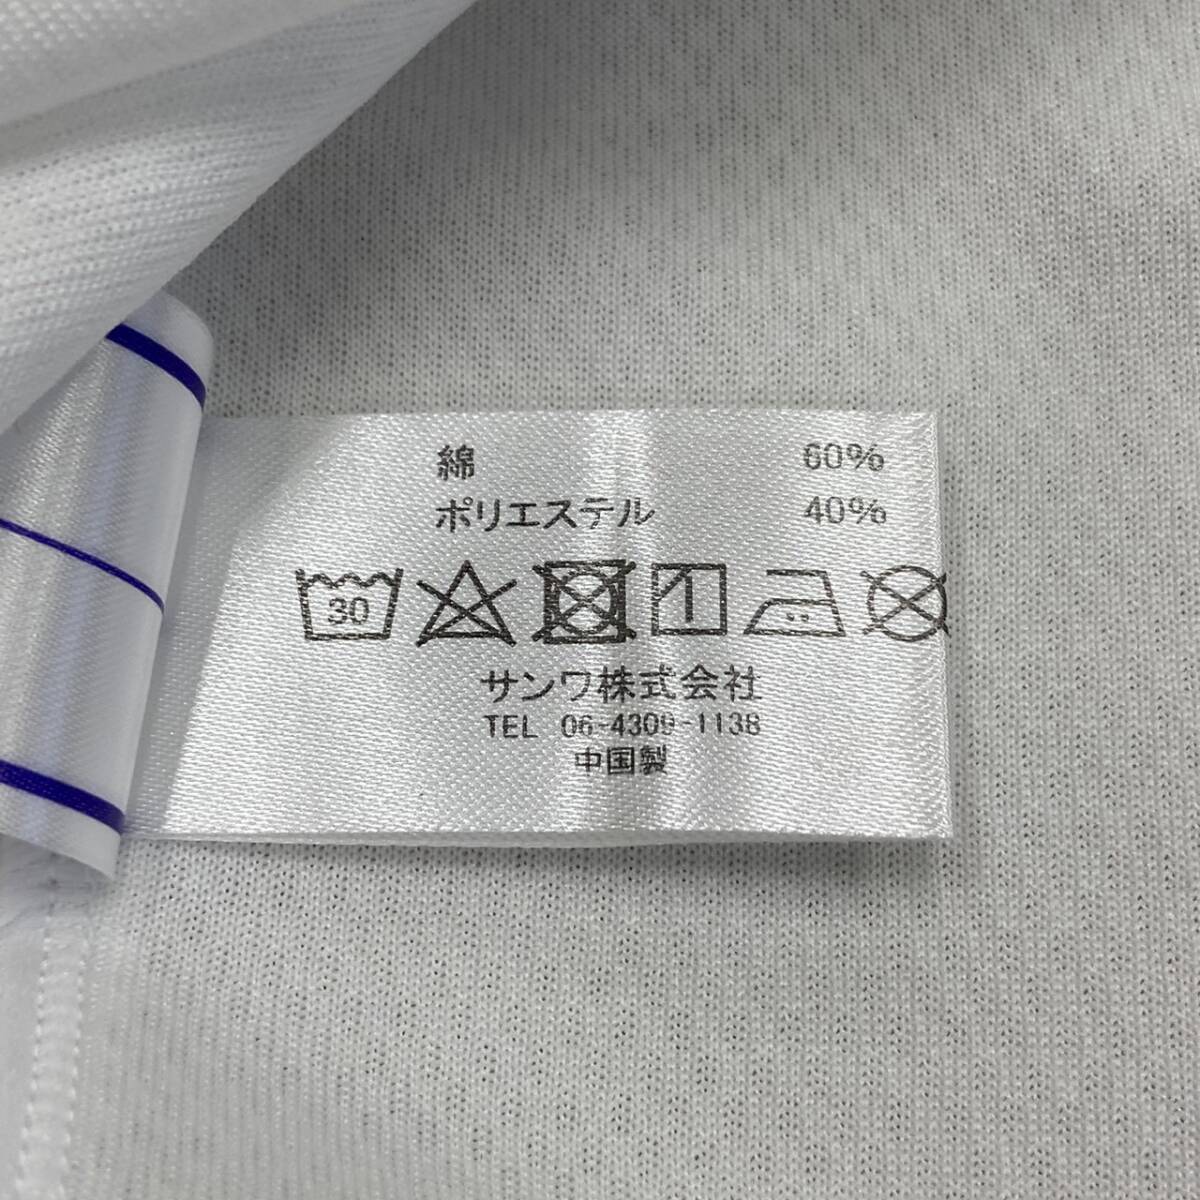 綿 60%
ポリエステル 40%
30
サンワ株式会社
TEL 06-4309-1138
中国製